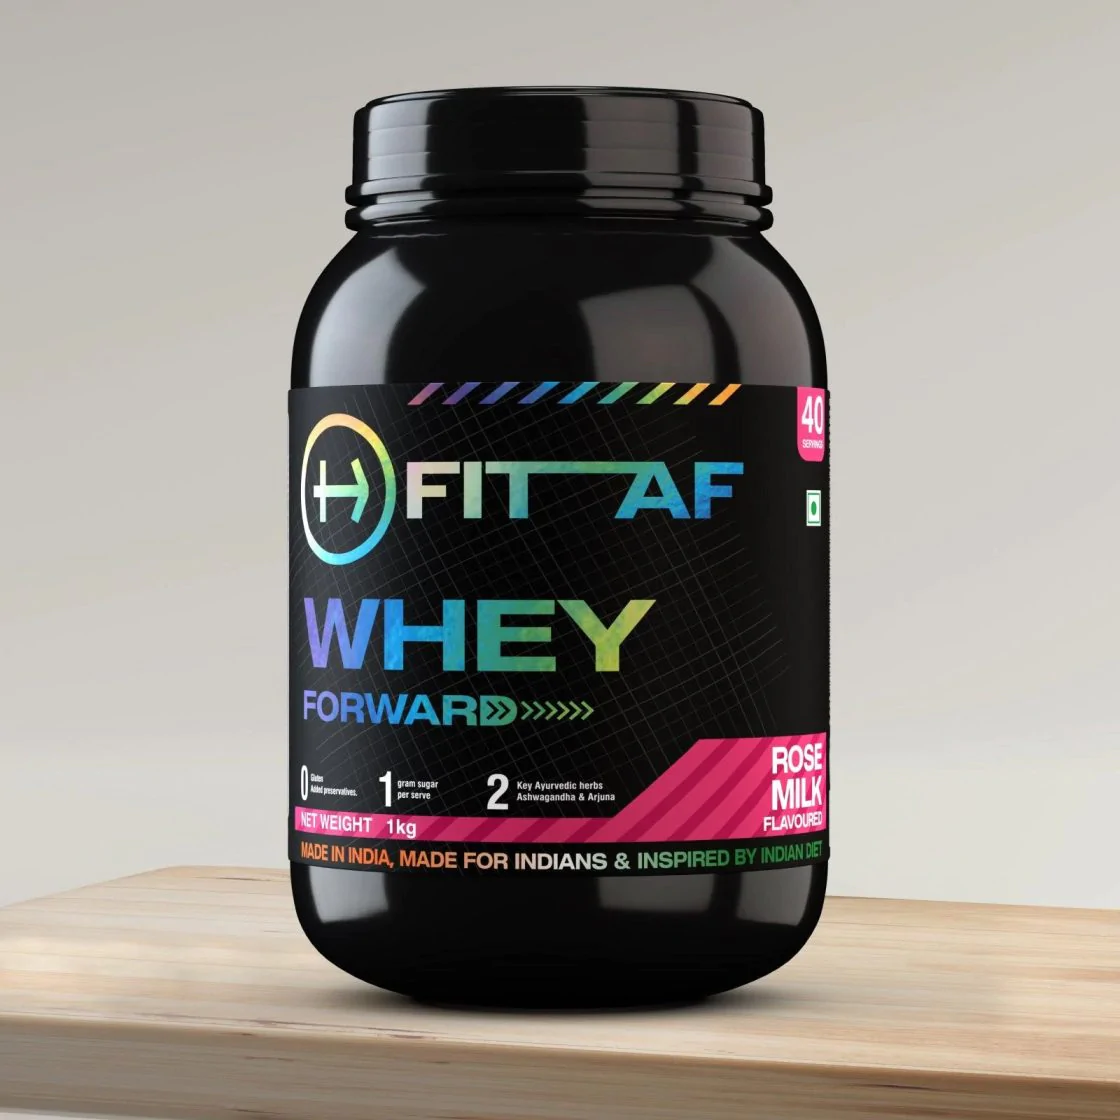 40
SERVINGS
FIT AF
WHEY
FORWARD
0 Gluten
Added preservatives.
1 gram sugar
per serve
2 Key Ayurvedic herbs
Ashwagandha & Arjuna
ROSE
MILK
FLAVOURED
NET WEIGHT 1kg
MADE IN INDIA, MADE FOR INDIANS & INSPIRED BY INDIAN DIET